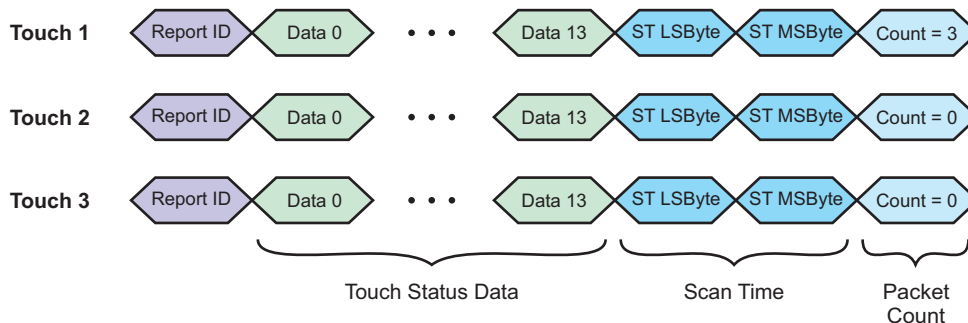 Touch 1 Report ID Data 0 • • • Data 13 ST LSByte ST MSByte Count = 3
Touch 2 Report ID Data 0 • • • Data 13 ST LSByte ST MSByte Count = 0
Touch 3 Report ID Data 0 • • • Data 13 ST LSByte ST MSByte Count = 0
Touch Status Data Scan Time Packet
Count